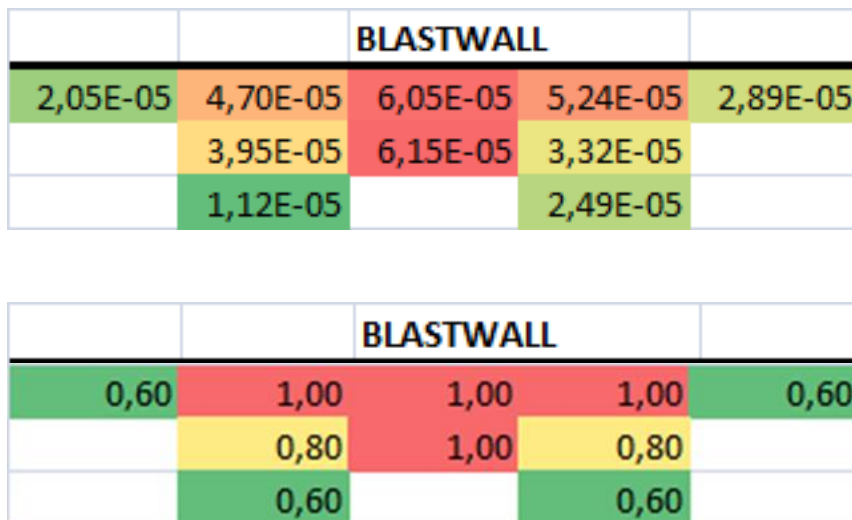 BLASTWALL
2,05E-05 4,70E-05 6,05E-05 5,24E-05 2,89E-05
3,95E-05 6,15E-05 3,32E-05
1,12E-05 2,49E-05
BLASTWALL
0,60 1,00 1,00 1,00 0,60
0,80 1,00 0,80
0,60 0,60